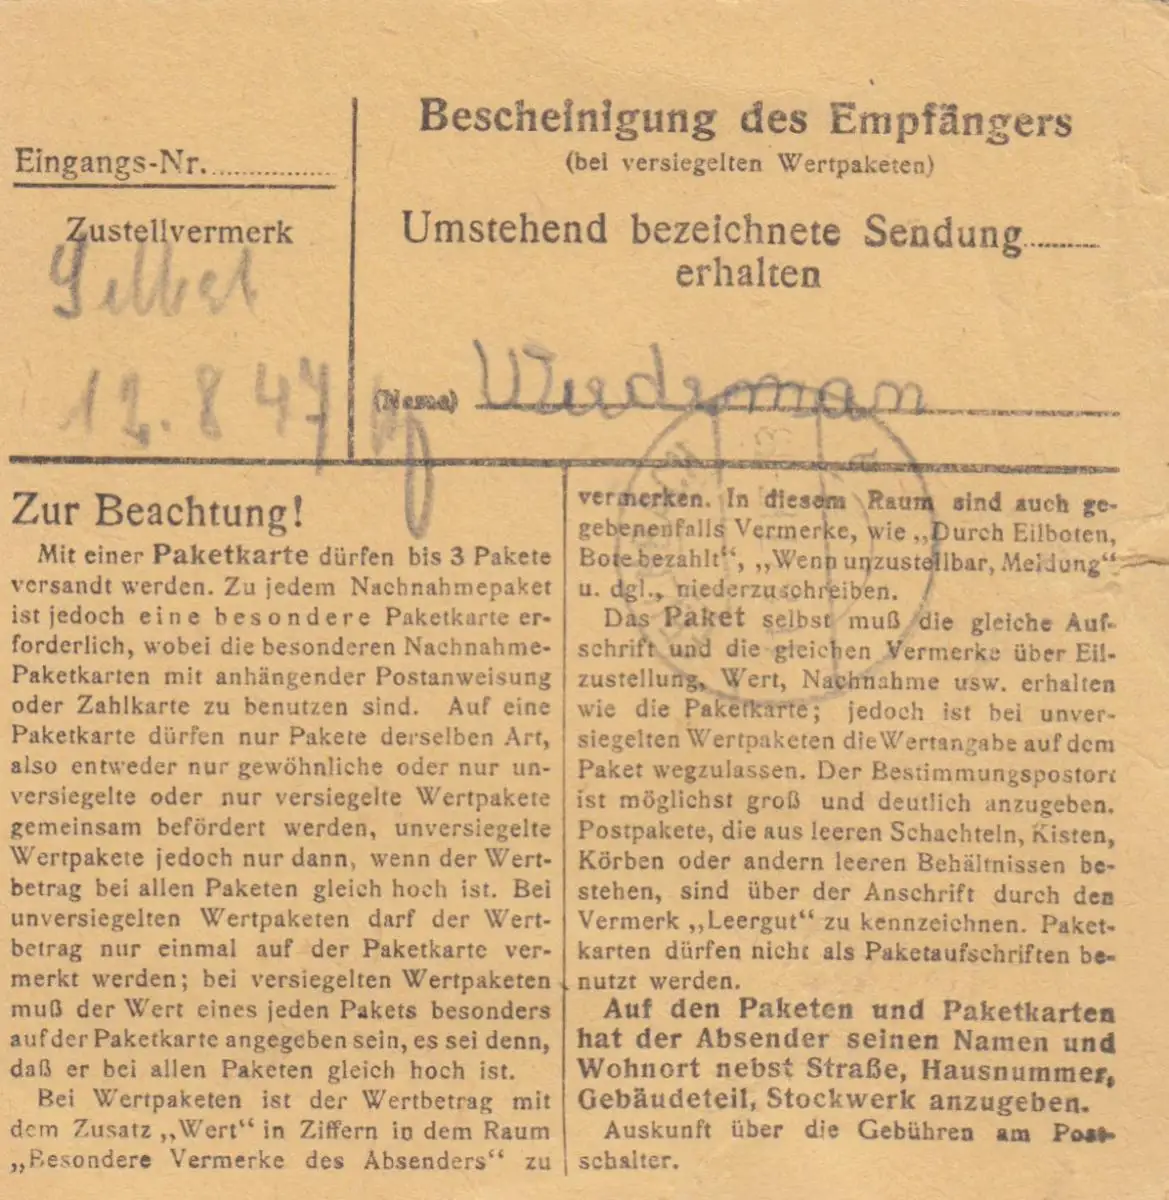 Eingangs-Nr.
Zustellvermerk
Selbst
12.8.47
Bescheinigung des Empfängers
(bei versiegelten Wertpaketen)
Umstehend bezeichnete Sendung
erhalten
(Name) Wiedeman
Zur Beachtung!
Mit einer Paketkarte dürfen bis 3 Pakete
versandt werden. Zu jedem Nachnahmepaket
ist jedoch eine besondere Paketkarte er-
forderlich, wobei die besonderen Nachnahme-
Paketkarten mit anhängender Postanweisung
oder Zahlkarte zu benutzen sind. Auf eine
Paketkarte dürfen nur Pakete derselben Art,
also entweder nur gewöhnliche oder nur un-
versiegelte oder nur versiegelte Wertpakete
gemeinsam befördert werden, unversiegelte
Wertpakete jedoch nur dann, wenn der Wert-
betrag bei allen Paketen gleich hoch ist. Bei
unversiegelten Wertpaketen darf der Wert-
betrag nur einmal auf der Paketkarte ver-
merkt werden; bei versiegelten Wertpaketen
muß der Wert eines jeden Pakets besonders
auf der Paketkarte angegeben sein, es sei denn,
daß er bei allen Paketen gleich hoch ist.
Bei Wertpaketen ist der Wertbetrag mit
dem Zusatz „Wert“ in Ziffern in dem Raum
„Besondere Vermerke des Absenders“ zu
vermerken. In diesem Raum sind auch ge-
gebenenfalls Vermerke, wie „Durch Eilboten,
Bote bezahlt“, „Wenn unzustellbar, Meldung“
u. dgl., niederzuschreiben.
Das Paket selbst muß die gleiche Auf-
schrift und die gleichen Vermerke über Eil-
zustellung, Wert, Nachnahme usw. erhalten
wie die Paketkarte; jedoch ist bei unver-
siegelten Wertpaketen die Wertangabe auf dem
Paket wegzulassen. Der Bestimmungspostort
ist möglichst groß und deutlich anzugeben.
Postpakete, die aus leeren Schachteln, Kisten,
Körben oder andern leeren Behältnissen be-
stehen, sind über der Anschrift durch den
Vermerk „Leergut“ zu kennzeichnen. Paket-
karten dürfen nicht als Paketaufschriften be-
nutzt werden.
Auf den Paketen und Paketkarten
hat der Absender seinen Namen und
Wohnort nebst Straße, Hausnummer,
Gebäudeteil, Stockwerk anzugeben.
Auskunft über die Gebühren am Post-
schalter.